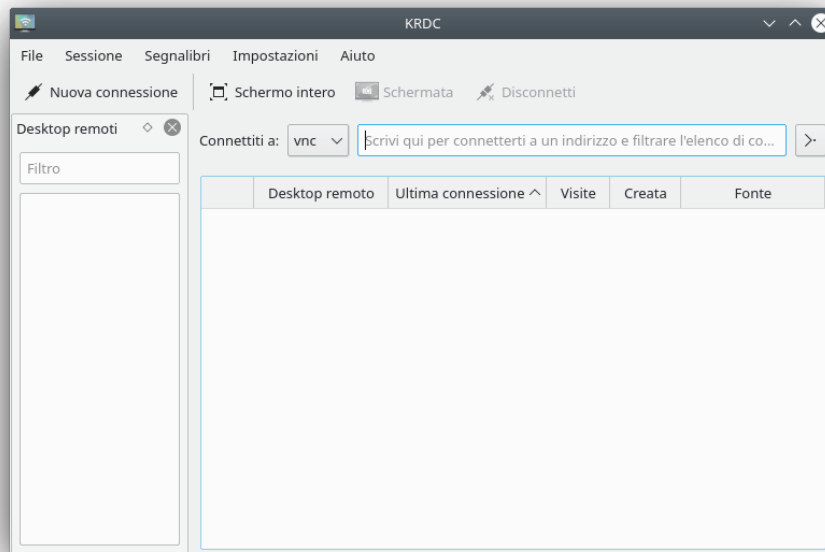 KRDC
File Sessione Segnalibri Impostazioni Aiuto
Nuova connessione Schermo intero Schermata Disconnetti
Desktop remoti
Connettiti a: vnc Scrivi qui per connetterti a un indirizzo e filtrare l'elenco di co...
Filtro
Desktop remoto Ultima connessione Visite Creata Fonte